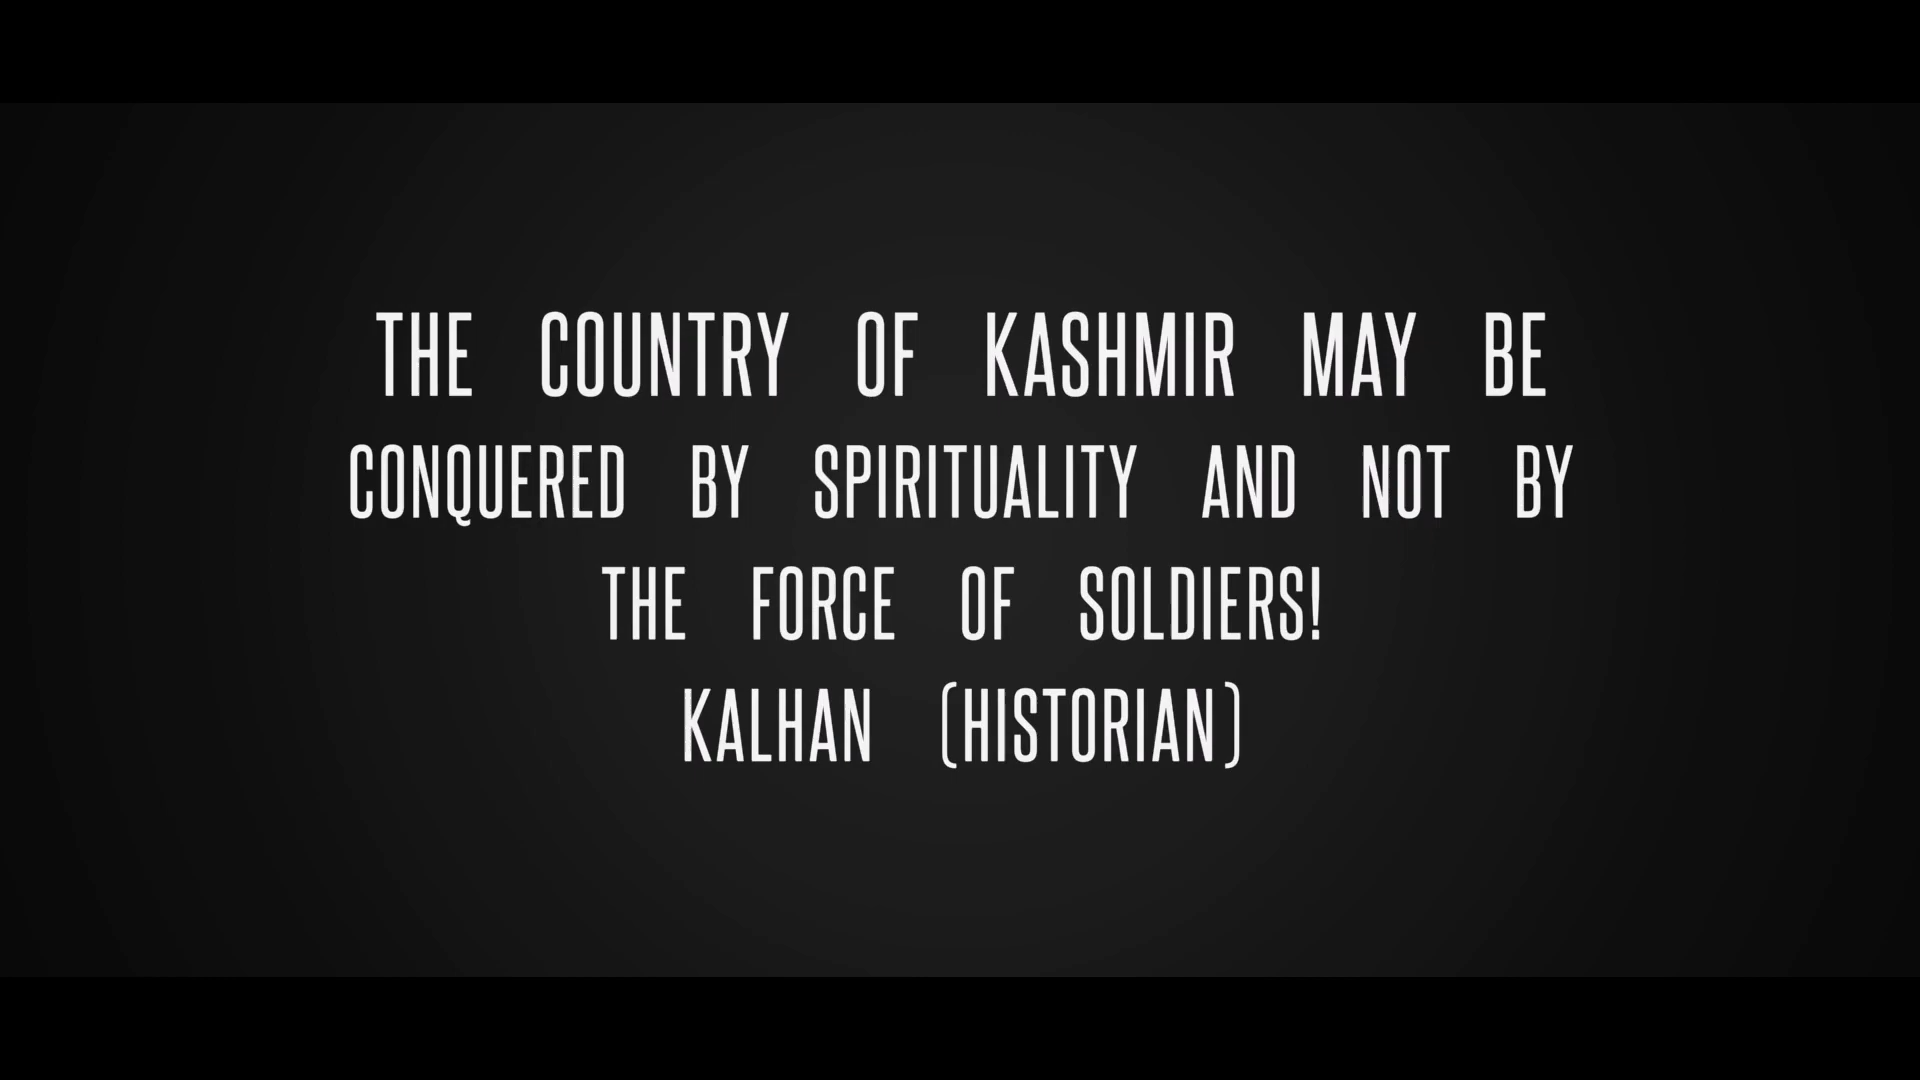 THE COUNTRY OF KASHMIR MAY BE
CONQUERED BY SPIRITUALITY AND NOT BY
THE FORCE OF SOLDIERS!
KALHAN (HISTORIAN)